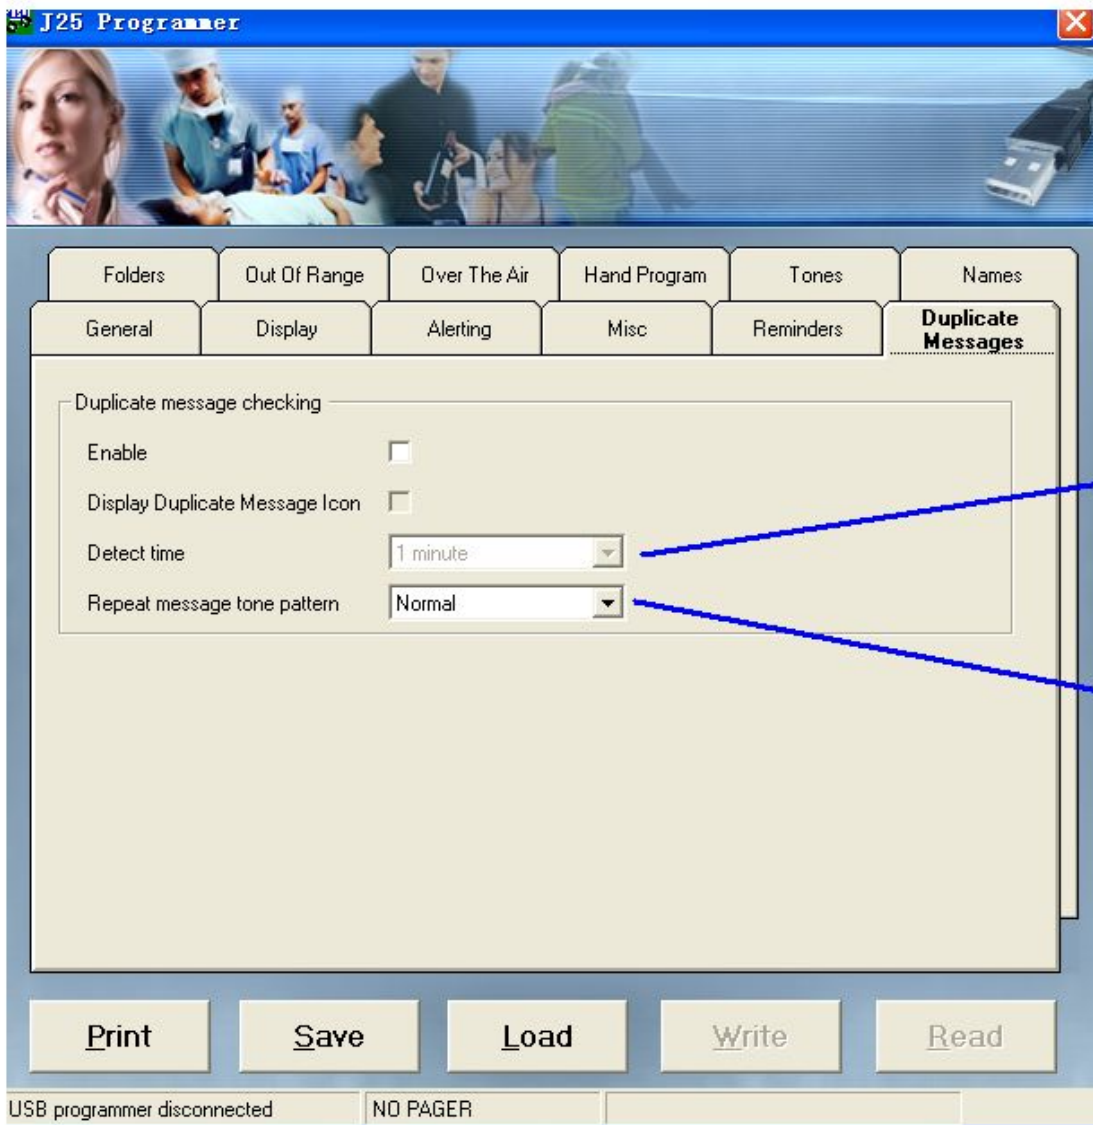 J25 Programmer
Folders
Out Of Range
Over The Air
Hand Program
Tones
Names
General
Display
Alerting
Misc
Reminders
Duplicate
Messages
Duplicate message checking
Enable
Display Duplicate Message Icon
Detect time
1 minute
Repeat message tone pattern
Normal
Print
Save
Load
Write
Read
USB programmer disconnected
NO PAGER